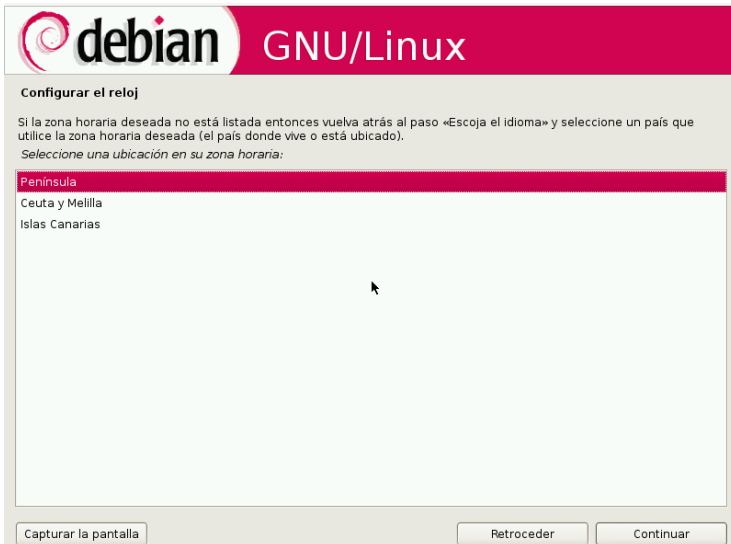 debian GNU/Linux
Configurar el reloj
Si la zona horaria deseada no está listada entonces vuelva atrás al paso «Escoja el idioma» y seleccione un país que
utilice la zona horaria deseada (el país donde vive o está ubicado).
Seleccione una ubicación en su zona horaria:
Península
Ceuta y Melilla
Islas Canarias
Capturar la pantalla
Retroceder
Continuar